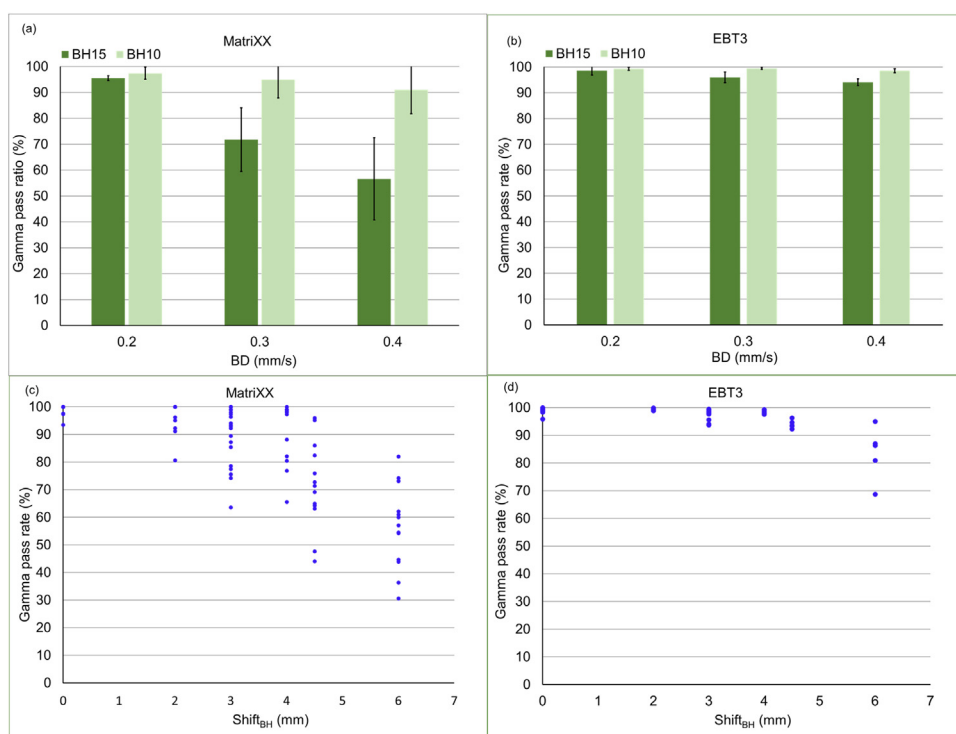 (a)
MatriXX
BH15 BH10
Gamma pass ratio (%)
100
90
80
70
60
50
40
30
20
10
0
0.2 0.3 0.4
BD (mm/s)
(b)
EBT3
BH15 BH10
Gamma pass rate (%)
100
90
80
70
60
50
40
30
20
10
0
0.2 0.3 0.4
BD (mm/s)
(c)
MatriXX
Gamma pass rate (%)
100
90
80
70
60
50
40
30
20
10
0
0 1 2 3 4 5 6 7
ShiftBH (mm)
(d)
EBT3
Gamma pass rate (%)
100
90
80
70
60
50
40
30
20
10
0
0 1 2 3 4 5 6 7
ShiftBH (mm)